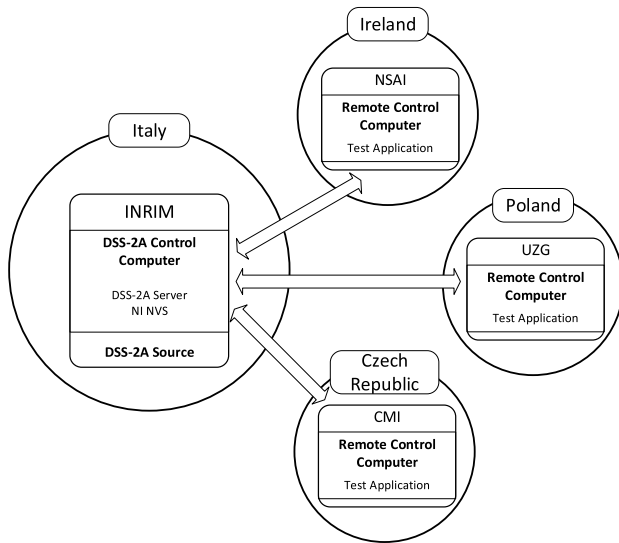 Ireland
NSAI
Remote Control
Computer
Test Application
Italy
INRIM
DSS-2A Control
Computer
DSS-2A Server
NI NVS
DSS-2A Source
Poland
UZG
Remote Control
Computer
Test Application
Czech
Republic
CMI
Remote Control
Computer
Test Application